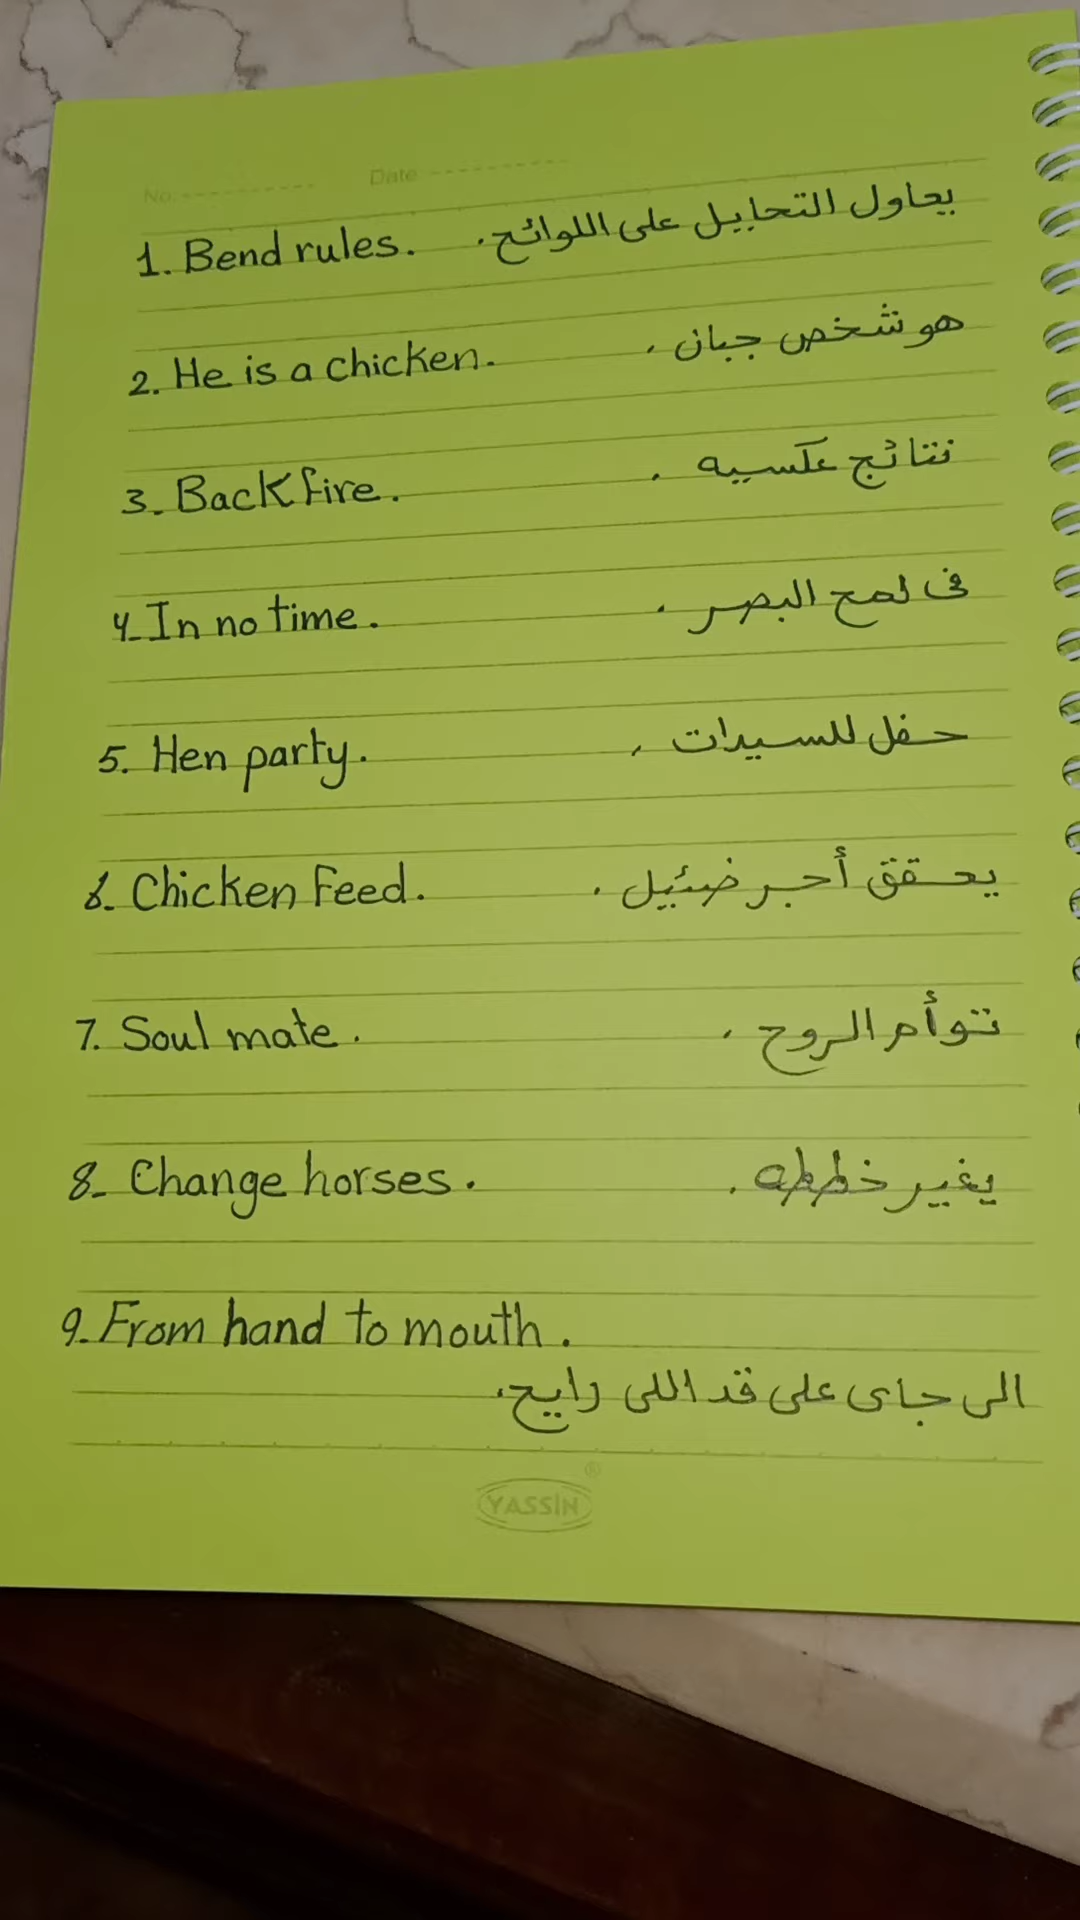 No: Date
1. Bend rules. يحاول التحاييل على اللوائح.
2. He is a chicken. هو شخص جبان.
3. Backfire. نتائج عكسيه.
4. In no time. فى لمح البصر.
5. Hen party. حفل للسيدات.
6. Chicken Feed. يحقق أجر ضئيل.
7. Soul mate. توأم الروح.
8. Change horses. يغير خططه.
9. From hand to mouth.
الى جاى على قد اللى رايح.
YASSIN ®